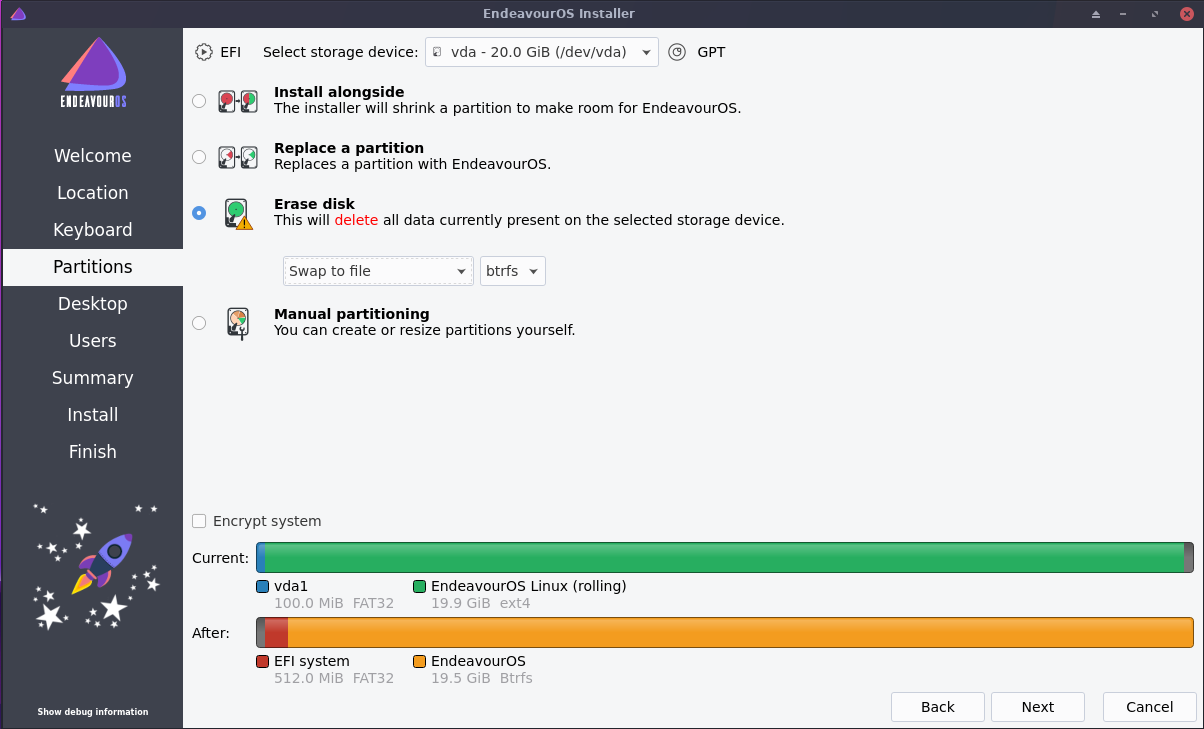 EndeavourOS Installer
ENDEAVOUROS
Welcome
Location
Keyboard
Partitions
Desktop
Users
Summary
Install
Finish
Show debug information
EFI Select storage device: vda - 20.0 GiB (/dev/vda) GPT
Install alongside
The installer will shrink a partition to make room for EndeavourOS.
Replace a partition
Replaces a partition with EndeavourOS.
Erase disk
This will delete all data currently present on the selected storage device.
Swap to file btrfs
Manual partitioning
You can create or resize partitions yourself.
Encrypt system
Current:
vda1 EndeavourOS Linux (rolling)
100.0 MiB FAT32 19.9 GiB ext4
After:
EFI system EndeavourOS
512.0 MiB FAT32 19.5 GiB Btrfs
Back Next Cancel